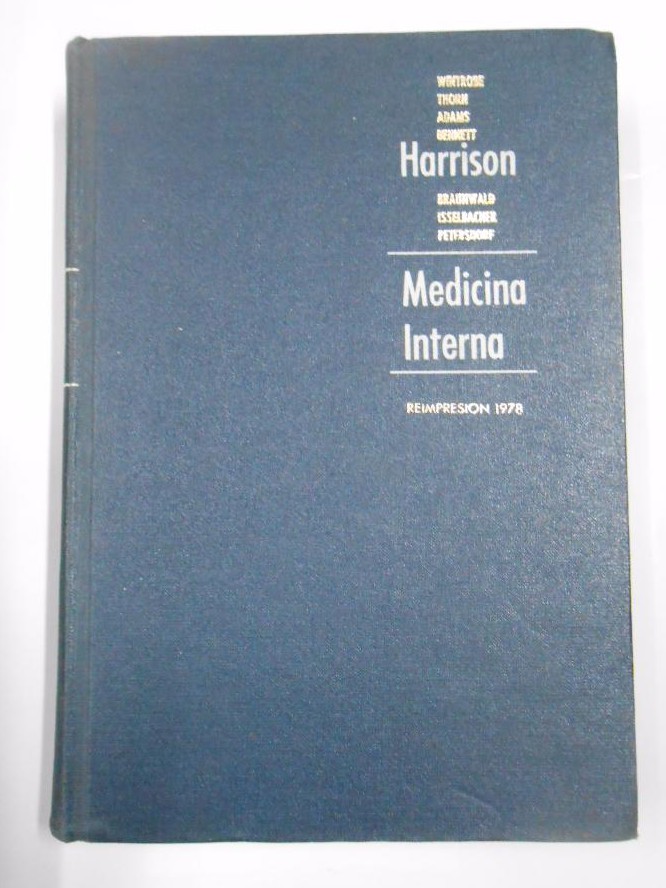 WINTROBE
THORN
ADAMS
BENNETT
Harrison
BRAUNWALD
ISSELBACHER
PETERSDORF
Medicina
Interna
REIMPRESION 1978